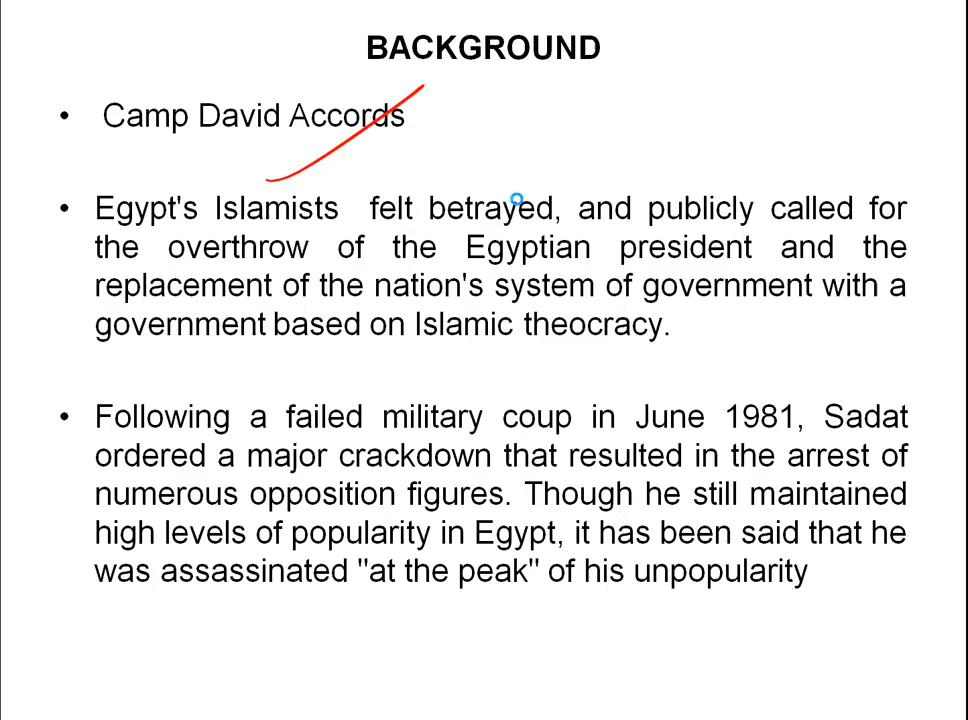 BACKGROUND
• Camp David Accords
• Egypt's Islamists felt betrayed, and publicly called for
the overthrow of the Egyptian president and the
replacement of the nation's system of government with a
government based on Islamic theocracy.
• Following a failed military coup in June 1981, Sadat
ordered a major crackdown that resulted in the arrest of
numerous opposition figures. Though he still maintained
high levels of popularity in Egypt, it has been said that he
was assassinated "at the peak" of his unpopularity